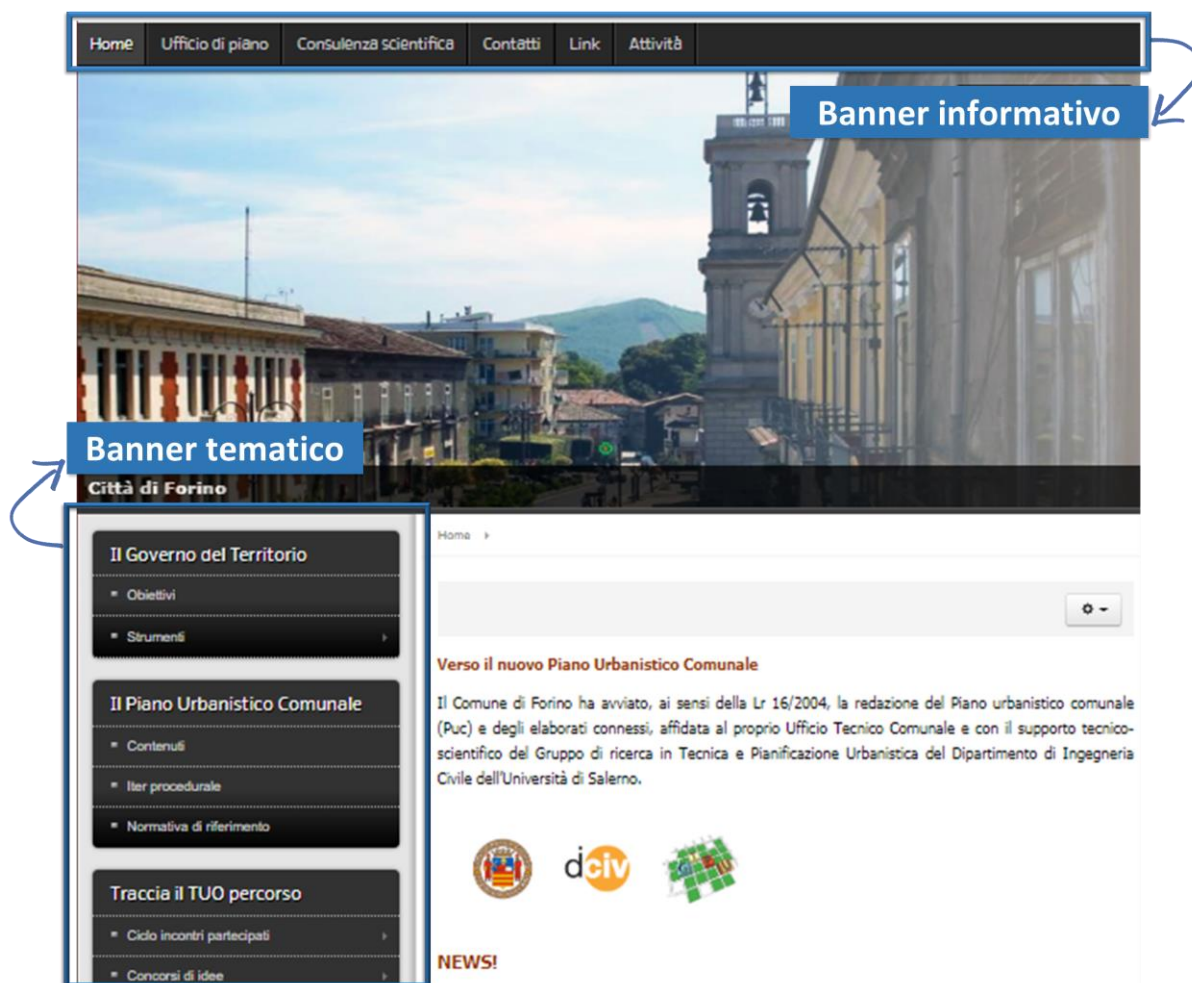 Home Ufficio di piano Consulenza scientifica Contatti Link Attività
Banner informativo
Banner tematico
Città di Forino
Il Governo del Territorio
Obiettivi
Strumenti
Il Piano Urbanistico Comunale
Contenuti
Iter procedurale
Normativa di riferimento
Traccia il TUO percorso
Ciclo incontri partecipati
Concorsi di idee
Home
Verso il nuovo Piano Urbanistico Comunale
Il Comune di Forino ha avviato, ai sensi della Lr 16/2004, la redazione del Piano urbanistico comunale
(Puc) e degli elaborati connessi, affidata al proprio Ufficio Tecnico Comunale e con il supporto tecnico-
scientifico del Gruppo di ricerca in Tecnica e Pianificazione Urbanistica del Dipartimento di Ingegneria
Civile dell'Università di Salerno.
dciv
NEWS!